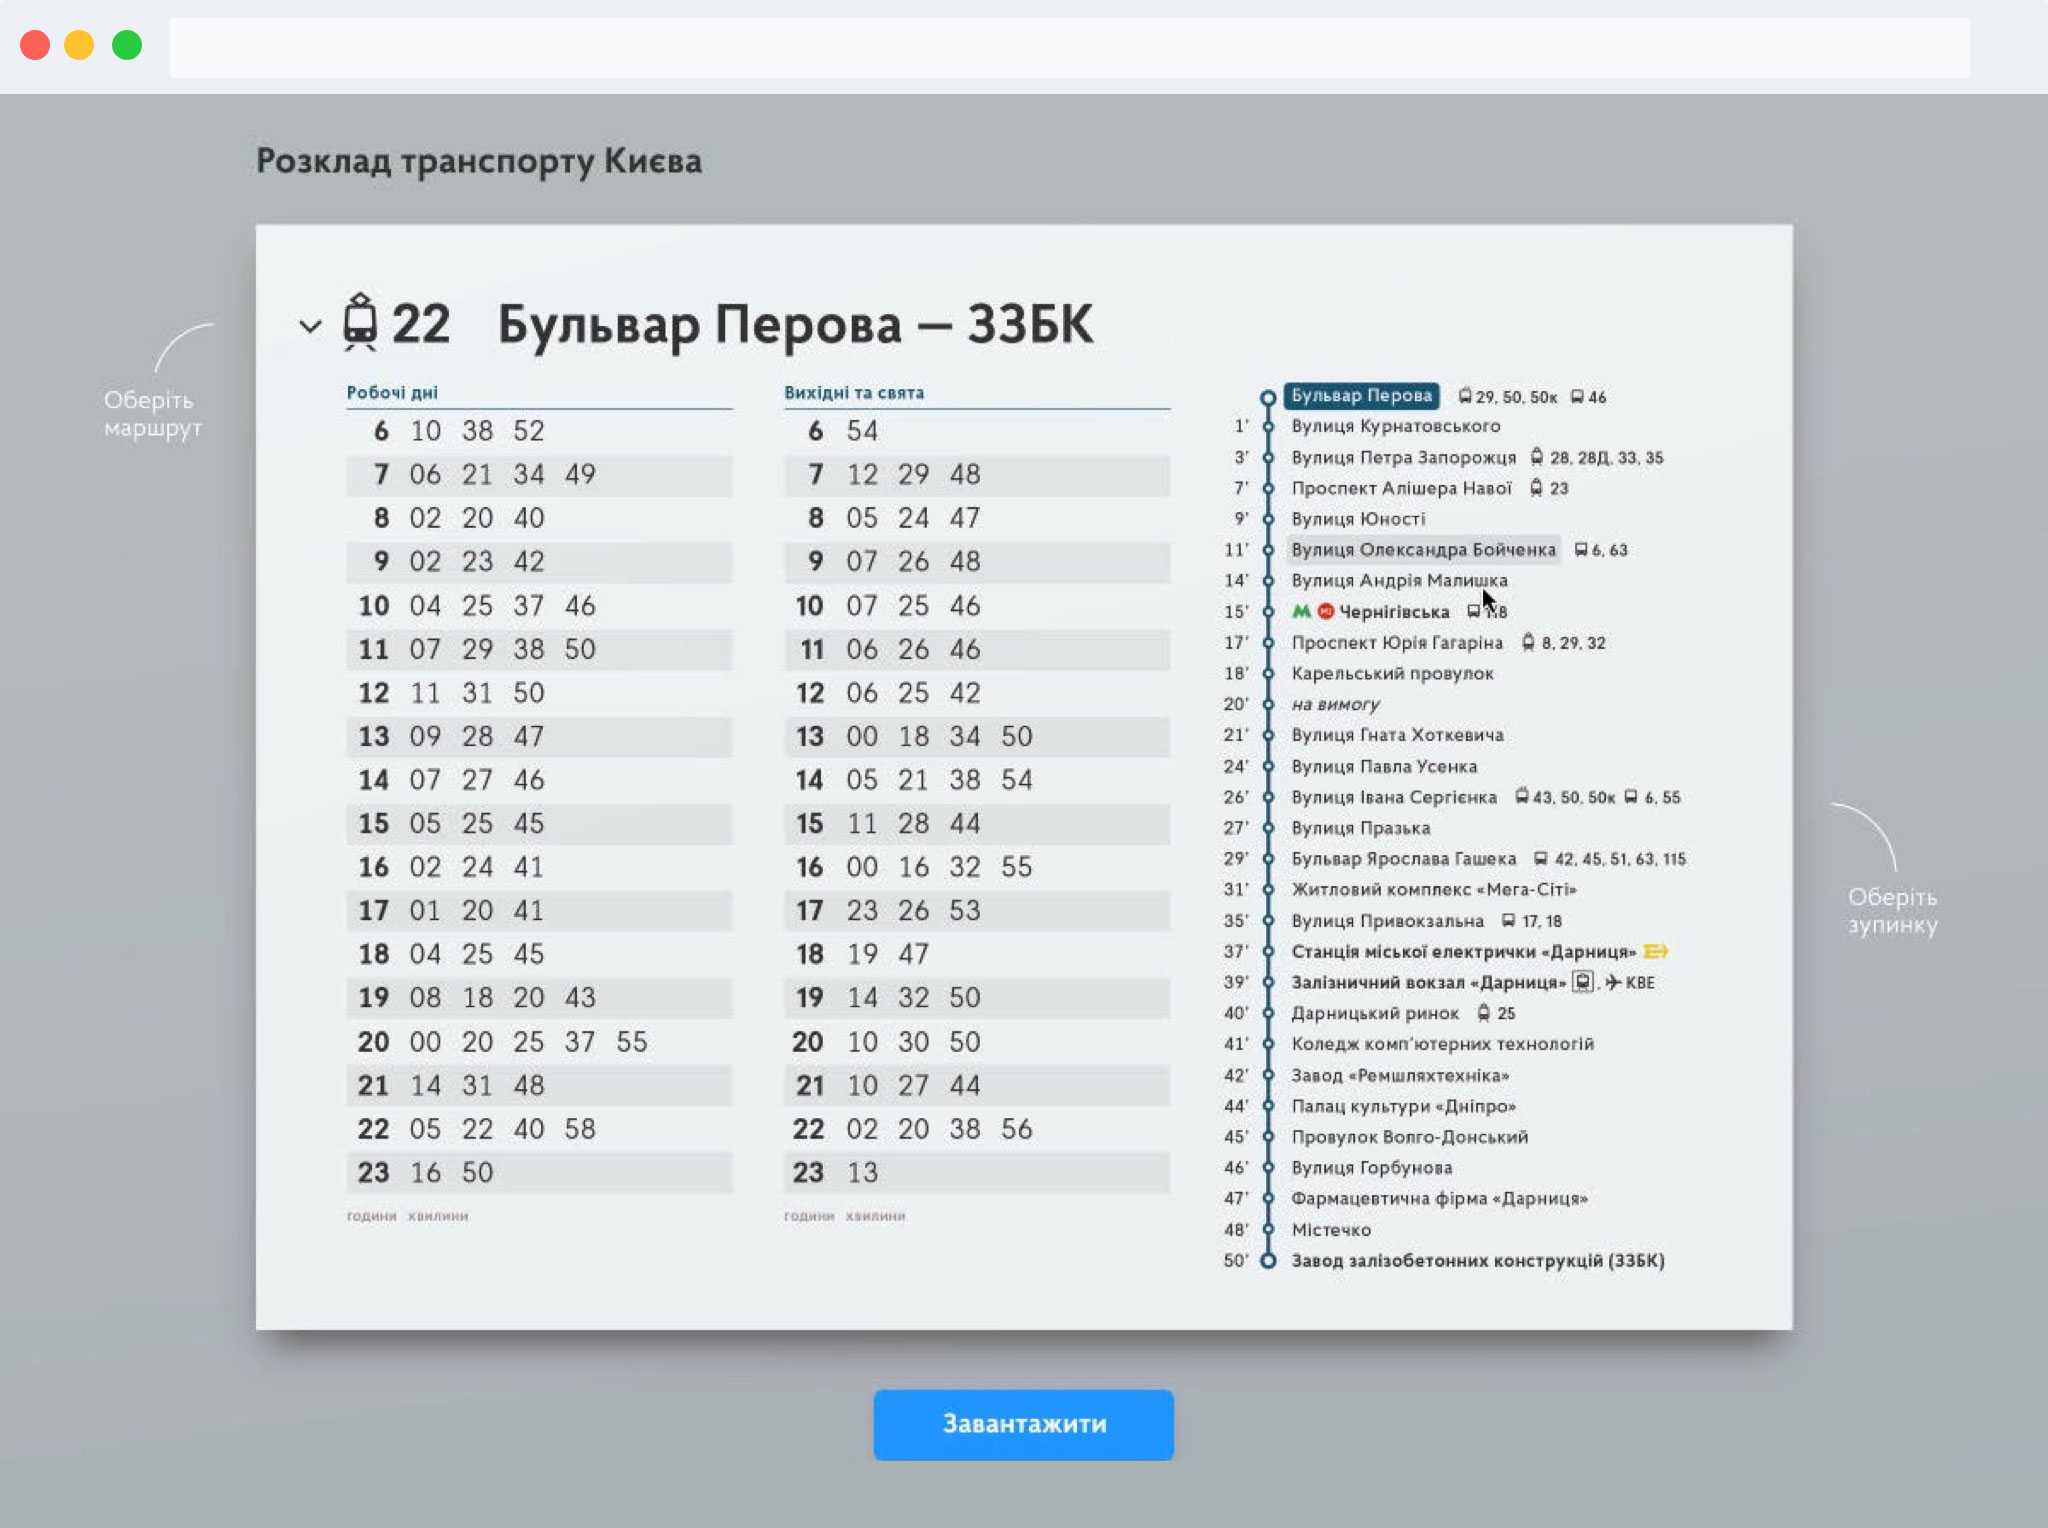 Розклад транспорту Києва
22 Бульвар Перова — ЗЗБК
Оберіть
маршрут
Робочі дні
6 10 38 52
7 06 21 34 49
8 02 20 40
9 02 23 42
10 04 25 37 46
11 07 29 38 50
12 11 31 50
13 09 28 47
14 07 27 46
15 05 25 45
16 02 24 41
17 01 20 41
18 04 25 45
19 08 18 20 43
20 00 20 25 37 55
21 14 31 48
22 05 22 40 58
23 16 50
години хвилини
Вихідні та свята
6 54
7 12 29 48
8 05 24 47
9 07 26 48
10 07 25 46
11 06 26 46
12 06 25 42
13 00 18 34 50
14 05 21 38 54
15 11 28 44
16 00 16 32 55
17 23 26 53
18 19 47
19 14 32 50
20 10 30 50
21 10 27 44
22 02 20 38 56
23 13
години хвилини
Бульвар Перова 29, 50, 50к 46
1' Вулиця Курнатовського
3' Вулиця Петра Запорожця 28, 28Д, 33, 35
7' Проспект Алішера Навої 23
9' Вулиця Юності
11' Вулиця Олександра Бойченка 6, 63
14' Вулиця Андрія Малишка
15' Чернігівська
17' Проспект Юрія Гагаріна 8, 29, 32
18' Карельський провулок
20' на вимогу
21' Вулиця Гната Хоткевича
24' Вулиця Павла Усенка
26' Вулиця Івана Сергієнка 43, 50, 50к 6, 55
27' Вулиця Празька
29' Бульвар Ярослава Гашека 42, 45, 51, 63, 115
31' Житловий комплекс «Мега-Сіті»
35' Вулиця Привокзальна 17, 18
37' Станція міської електрички «Дарниця»
39' Залізничний вокзал «Дарниця» , KBE
40' Дарницький ринок 25
41' Коледж комп'ютерних технологій
42' Завод «Ремшляхтехніка»
44' Палац культури «Дніпро»
45' Провулок Волго-Донський
46' Вулиця Горбунова
47' Фармацевтична фірма «Дарниця»
48' Містечко
50' Завод залізобетонних конструкцій (ЗЗБК)
Оберіть
зупинку
Завантажити